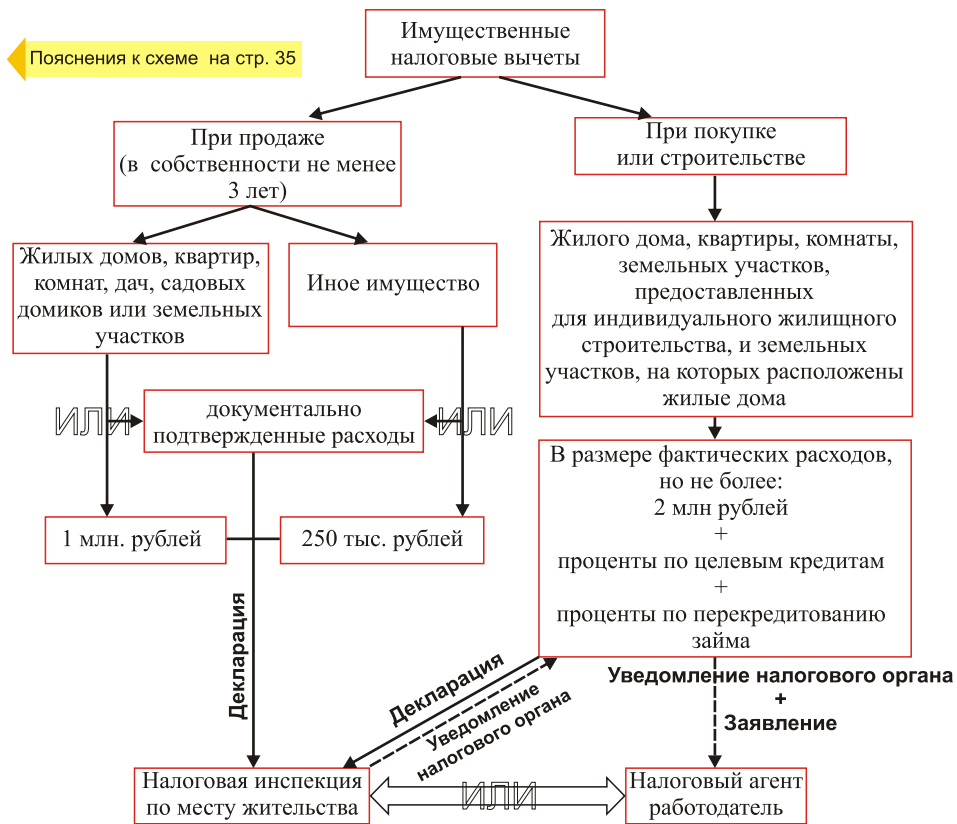 Имущественные
налоговые вычеты
Пояснения к схеме на стр. 35
При продаже
(в собственности не менее
3 лет)
При покупке
или строительстве
Жилых домов, квартир,
комнат, дач, садовых
домиков или земельных
участков
Иное имущество
Жилого дома, квартиры, комнаты,
земельных участков,
предоставленных
для индивидуального жилищного
строительства, и земельных
участков, на которых расположены
жилые дома
ИЛИ
документально
подтвержденные расходы
ИЛИ
В размере фактических расходов,
но не более:
2 млн рублей
+
проценты по целевым кредитам
+
проценты по перекредитованию
займа
1 млн. рублей
250 тыс. рублей
Декларация
Декларация
Уведомление
налогового органа
Уведомление налогового органа
+
Заявление
Налоговая инспекция
по месту жительства
ИЛИ
Налоговый агент
работодатель